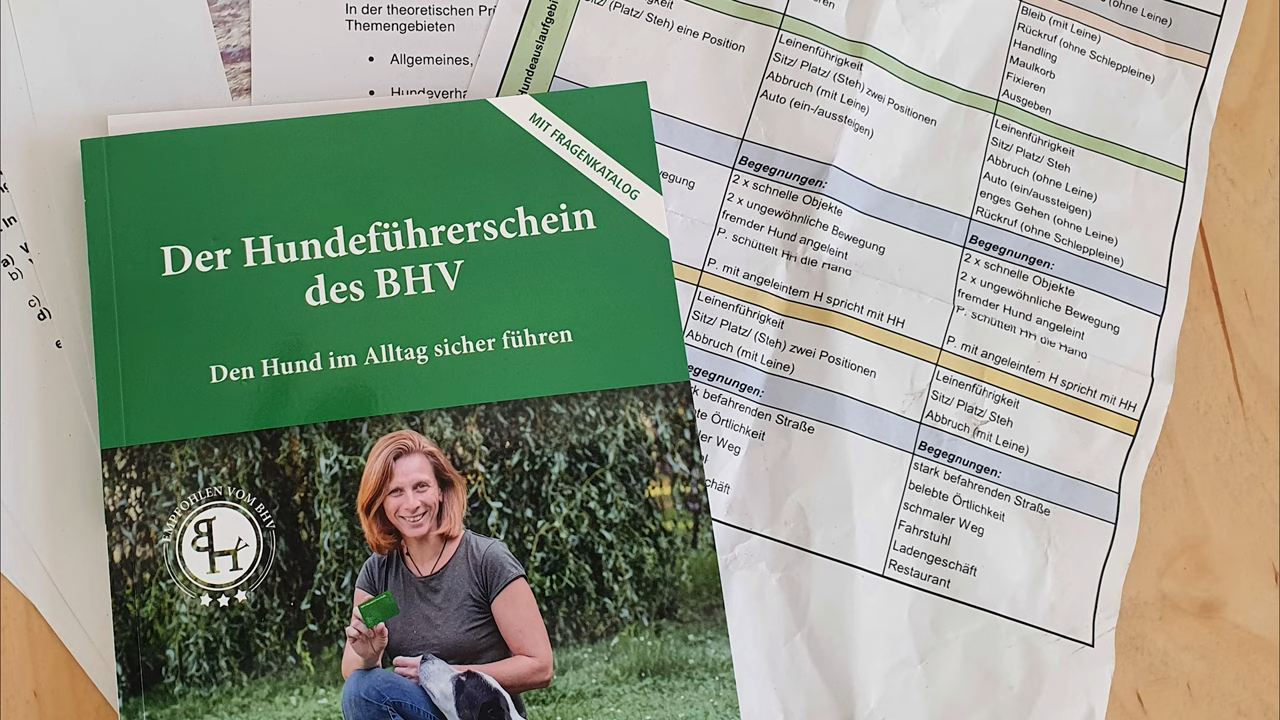 In der theoretischen
Themengebieten
• Allgemeines,
•
MIT FRAGENKATALOG
Der Hundeführerschein
des BHV
Den Hund im Alltag sicher führen
EMPFOHLEN VOM BHV
BH
In
a)
b)
c)
d)
(Platz/ Steh) eine Position
Leinenführigkeit
Sitz/ Platz/ (Steh) zwei Positionen
Abbruch (mit Leine)
Auto (ein-/aussteigen)
Begegnungen:
2 x schnelle Objekte
2 x ungewöhnliche Bewegung
fremder Hund angeleint
P. schüttelt HH die Hand
P. mit angeleintem H spricht mit HH
Leinenführigkeit
Sitz/ Platz/ (Steh) zwei Positionen
Abbruch (mit Leine)
befahrenden Straße
Örtlichkeit
Weg
(ohne Leine)
Bleib (mit Leine)
Rückruf (ohne Schleppleine)
Handling
Maulkorb
Fixieren
Ausgeben
Leinenführigkeit
Sitz/ Platz/ Steh
Abbruch (ohne Leine)
Auto (ein/aussteigen)
enges Gehen (ohne Leine)
Rückruf (ohne Schleppleine)
Begegnungen:
2 x schnelle Objekte
2 x ungewöhnliche Bewegung
fremder Hund angeleint
P. schüttelt HH die Hand
P. mit angeleintem H spricht mit HH
Leinenführigkeit
Sitz/ Platz/ Steh
Abbruch (mit Leine)
Begegnungen:
stark befahrenden Straße
belebte Örtlichkeit
schmaler Weg
Fahrstuhl
Ladengeschäft
Restaurant